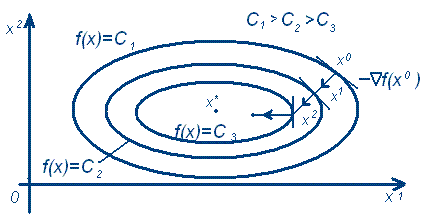 x²
f(x)=C₁
C₁ > C₂ > C₃
x⁰
−∇f(x⁰)
x*
x¹
x²
f(x)=C₃
f(x)=C₂
0
x¹